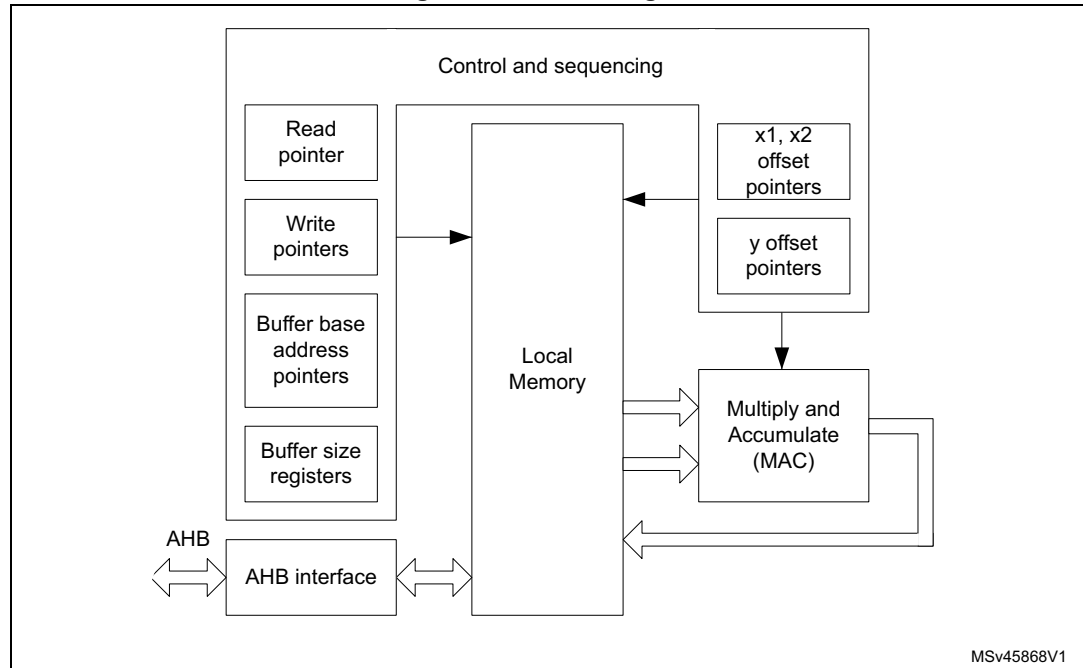 Control and sequencing
Read
pointer
Write
pointers
Buffer base
address
pointers
Buffer size
registers
x1, x2
offset
pointers
y offset
pointers
Local
Memory
Multiply and
Accumulate
(MAC)
AHB
AHB interface
MSv45868V1